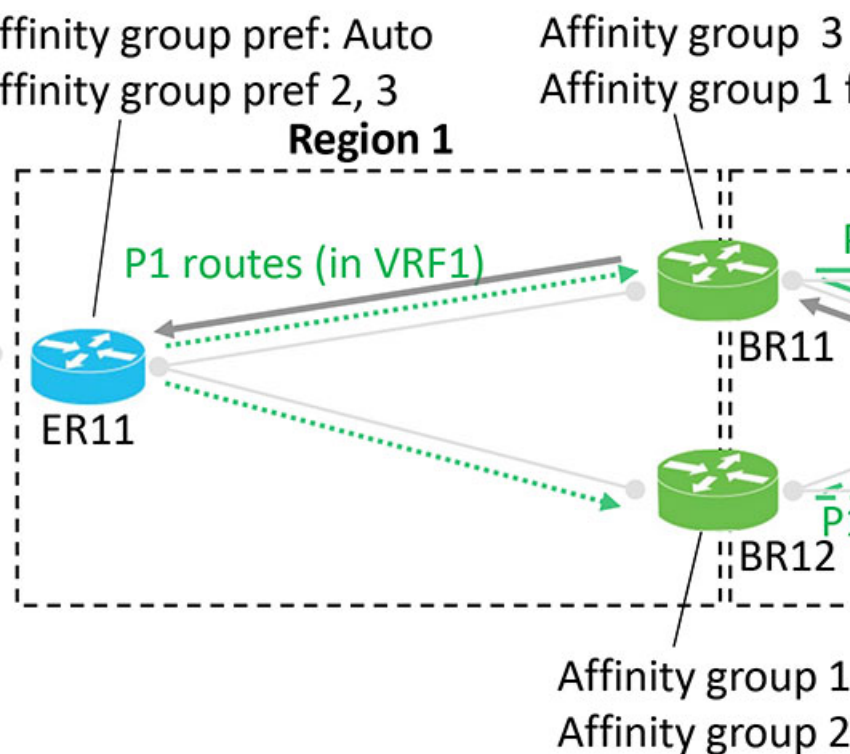 ffinity group pref: Auto
ffinity group pref 2, 3
Affinity group  3
Affinity group 1 f
Region 1
P1 routes (in VRF1)
ER11
BR11
BR12
P1
Affinity group 1
Affinity group 2